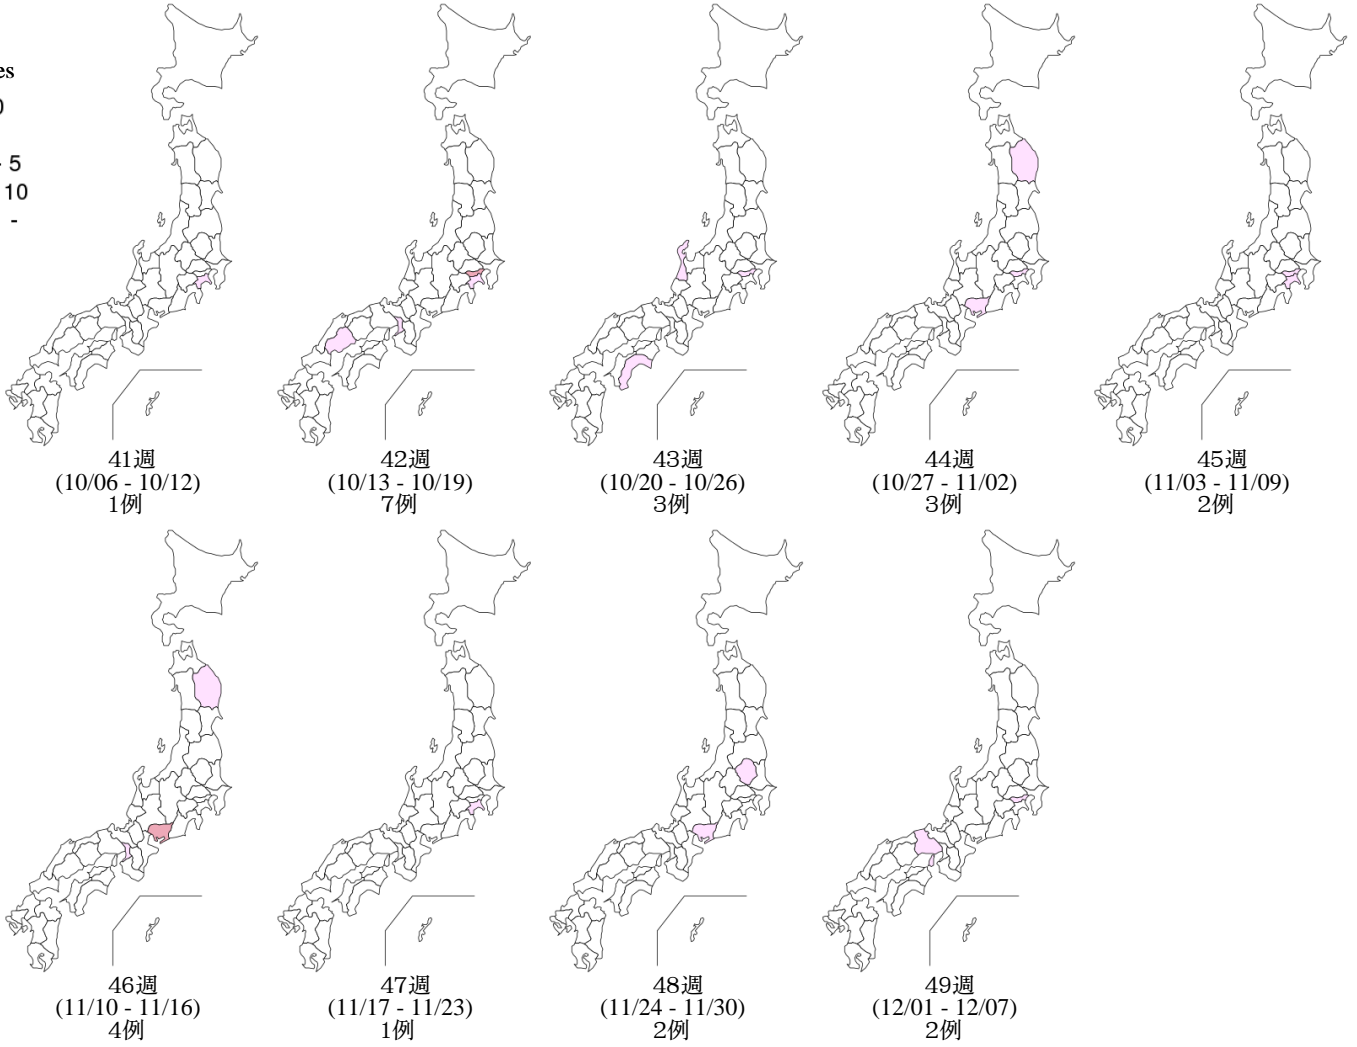 es
0
- 5
10
-
41週
(10/06 - 10/12)
1例
42週
(10/13 - 10/19)
7例
43週
(10/20 - 10/26)
3例
44週
(10/27 - 11/02)
3例
45週
(11/03 - 11/09)
2例
46週
(11/10 - 11/16)
4例
47週
(11/17 - 11/23)
1例
48週
(11/24 - 11/30)
2例
49週
(12/01 - 12/07)
2例